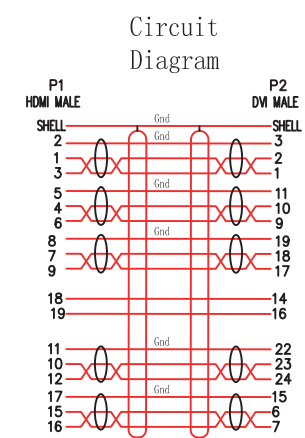 Circuit
Diagram
P1 P2
HDMI MALE DVI MALE
SHELL Gnd SHELL
2 Gnd 3
1 2
3 1
5 Gnd 11
4 10
6 9
8 Gnd 19
7 18
9 17
18 14
19 16
11 Gnd 22
10 23
12 24
17 Gnd 15
15 6
16 7